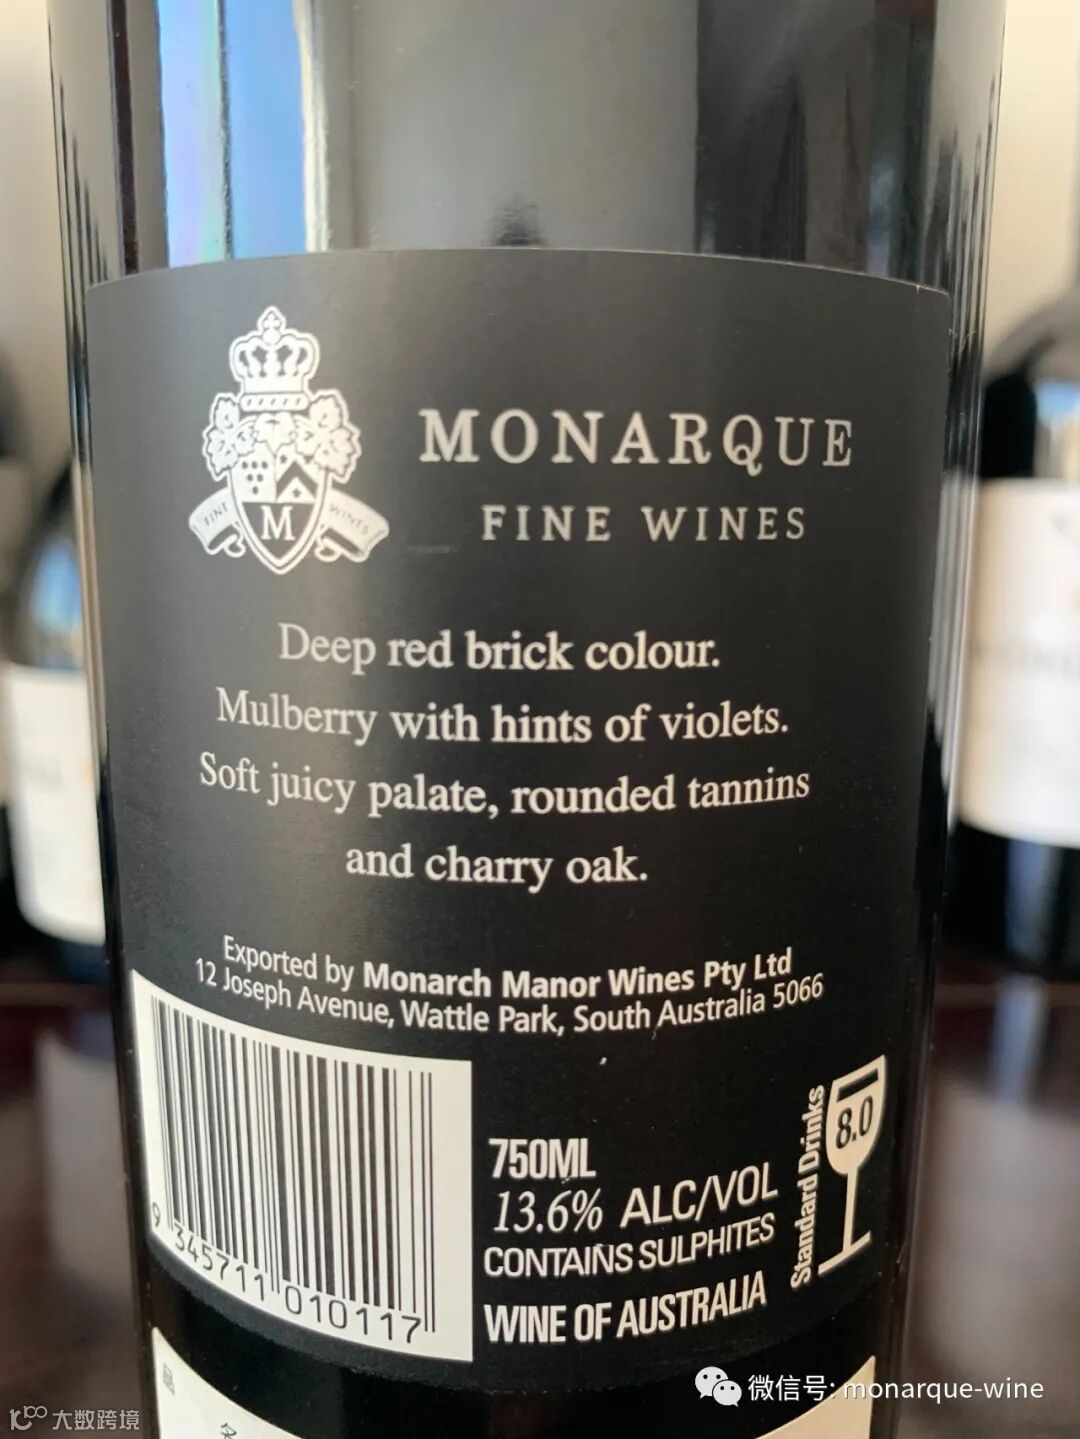 MONARQUE
FINE WINES
FINE WINES
M
Deep red brick colour.
Mulberry with hints of violets.
Soft juicy palate, rounded tannins
and charry oak.
Exported by Monarch Manor Wines Pty Ltd
12 Joseph Avenue, Wattle Park, South Australia 5066
9 345711 010117
750ML
13.6% ALC/VOL
CONTAINS SULPHITES
WINE OF AUSTRALIA
Standard Drinks
8.0
微信号: monarque-wine
大数跨境